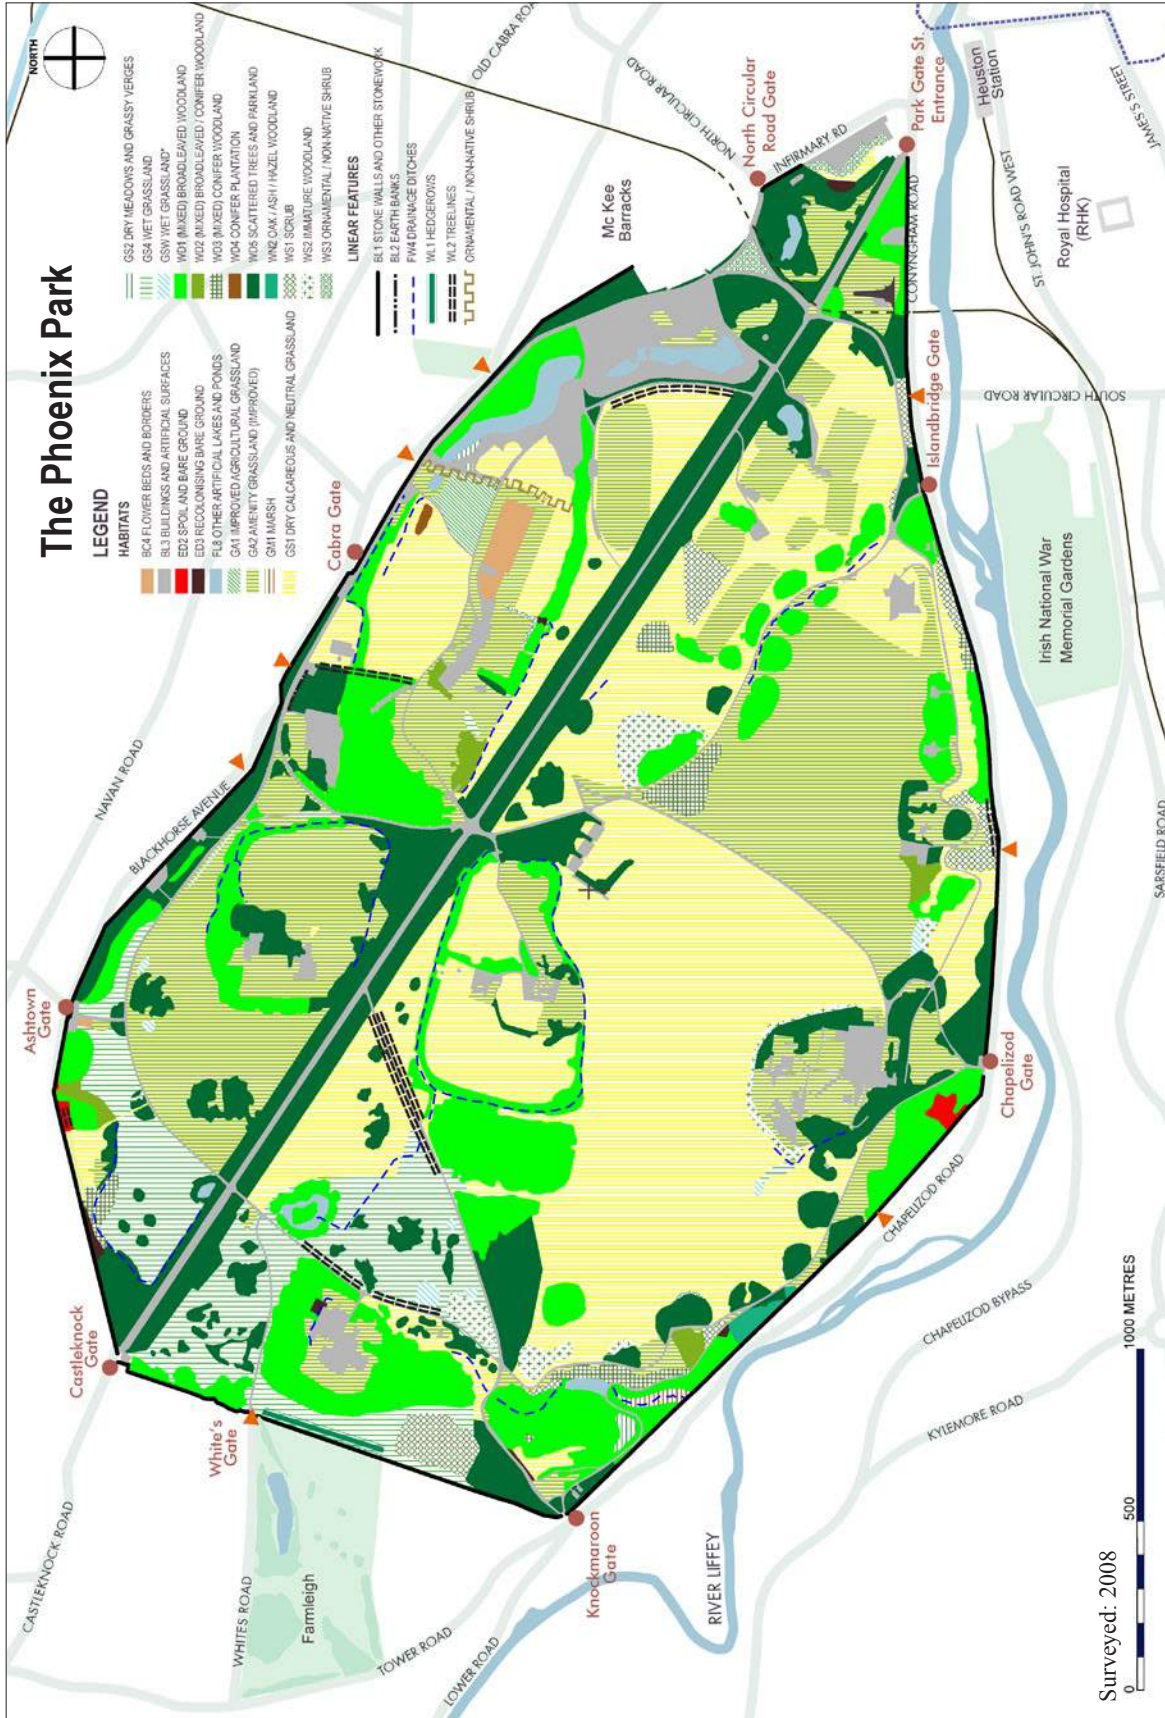 The Phoenix Park
LEGEND
HABITATS
BC4 FLOWER BEDS AND BORDERS
BL3 BUILDINGS AND ARTIFICIAL SURFACES
ED2 SPOIL AND BARE GROUND
ED3 RECOLONISING BARE GROUND
FL8 OTHER ARTIFICIAL LAKES AND PONDS
GA1 IMPROVED AGRICULTURAL GRASSLAND
GA2 AMENITY GRASSLAND (IMPROVED)
GM1 MARSH
GS1 DRY CALCAREOUS AND NEUTRAL GRASSLAND
GS2 DRY MEADOWS AND GRASSY VERGES
GS4 WET GRASSLAND
GSW WET GRASSLAND*
WD1 (MIXED) BROADLEAVED WOODLAND
WD2 (MIXED) BROADLEAVED / CONIFER WOODLAND
WD3 (MIXED) CONIFER WOODLAND
WD4 CONIFER PLANTATION
WD5 SCATTERED TREES AND PARKLAND
WN2 OAK / ASH / HAZEL WOODLAND
WS1 SCRUB
WS2 IMMATURE WOODLAND
WS3 ORNAMENTAL / NON-NATIVE SHRUB
LINEAR FEATURES
BL1 STONE WALLS AND OTHER STONEWORK
BL2 EARTH BANKS
FW4 DRAINAGE DITCHES
WL1 HEDGEROWS
WL2 TREELINES
ORNAMENTAL / NON-NATIVE SHRUB
NORTH
CASTLEKNOCK ROAD
Castleknock
Gate
Ashtown
Gate
NAVAN ROAD
BLACKHORSE AVENUE
Cabra Gate
OLD CABRA ROAD
NORTH CIRCULAR ROAD
North Circular
Road Gate
INFIRMARY RD
Mc Kee
Barracks
Park Gate St.
Entrance
Heuston
Station
CONYNGHAM ROAD
ST. JOHN'S ROAD WEST
JAMES'S STREET
Royal Hospital
(RHK)
Islandbridge Gate
SOUTH CIRCULAR ROAD
Irish National War
Memorial Gardens
SARSFIELD ROAD
Chapelizod
Gate
CHAPELIZOD ROAD
CHAPELIZOD BYPASS
KYLEMORE ROAD
RIVER LIFFEY
White's
Gate
WHITES ROAD
Farmleigh
Knockmaroon
Gate
TOWER ROAD
LOWER ROAD
Surveyed: 2008
0 500 1000 METRES